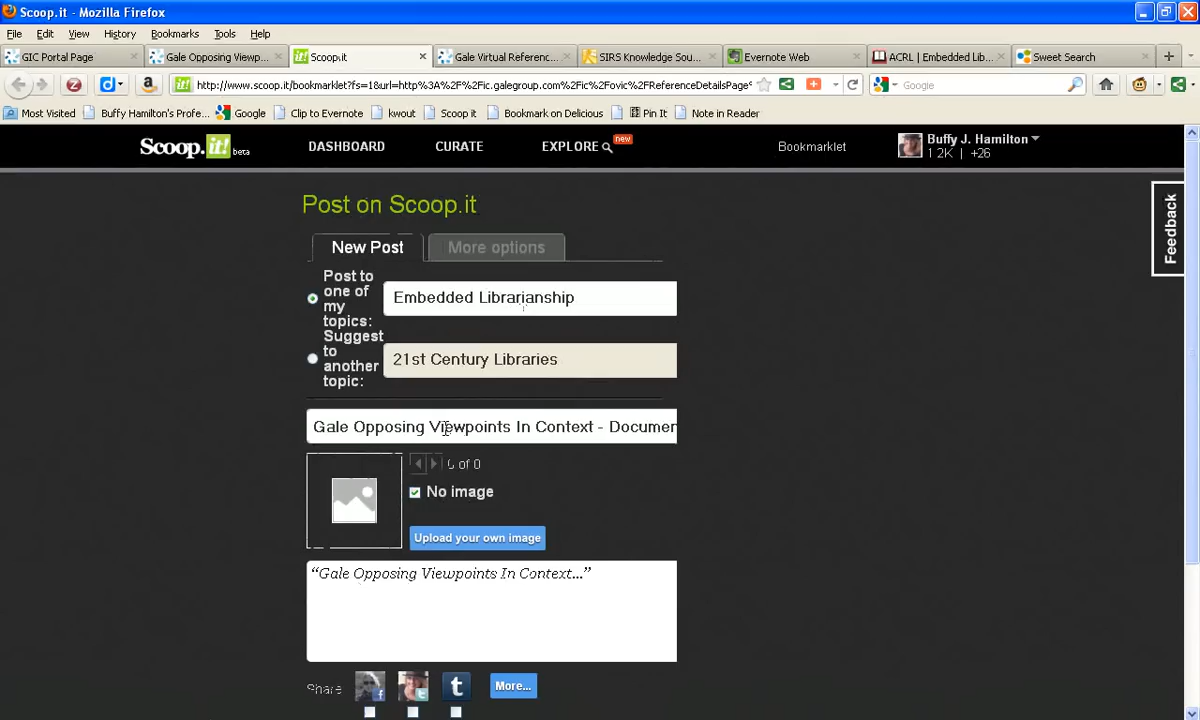 Scoop.it - Mozilla Firefox
File Edit View History Bookmarks Tools Help
GIC Portal Page Gale Opposing Viewp... Scoop.it Gale Virtual Referenc... SIRS Knowledge Sou... Evernote Web ACRL | Embedded Lib... Sweet Search
http://www.scoop.it/bookmarklet?fs=1&url=http%3A%2F%2Fic.galegroup.com%2Fic%2Fovic%2FReferenceDetailsPage% Google
Most Visited Buffy Hamilton's Profe... Google Clip to Evernote kwout Scoop it Bookmark on Delicious Pin It Note in Reader
Scoop.it! beta DASHBOARD CURATE EXPLORE new Bookmarklet Buffy J. Hamilton
1.2K | +26
Feedback
Post on Scoop.it
New Post More options
Post to one of my topics: Embedded Librarianship
Suggest to another topic: 21st Century Libraries
Gale Opposing Viewpoints In Context - Documen
0 of 0
No image
Upload your own image
“Gale Opposing Viewpoints In Context...”
Share More...